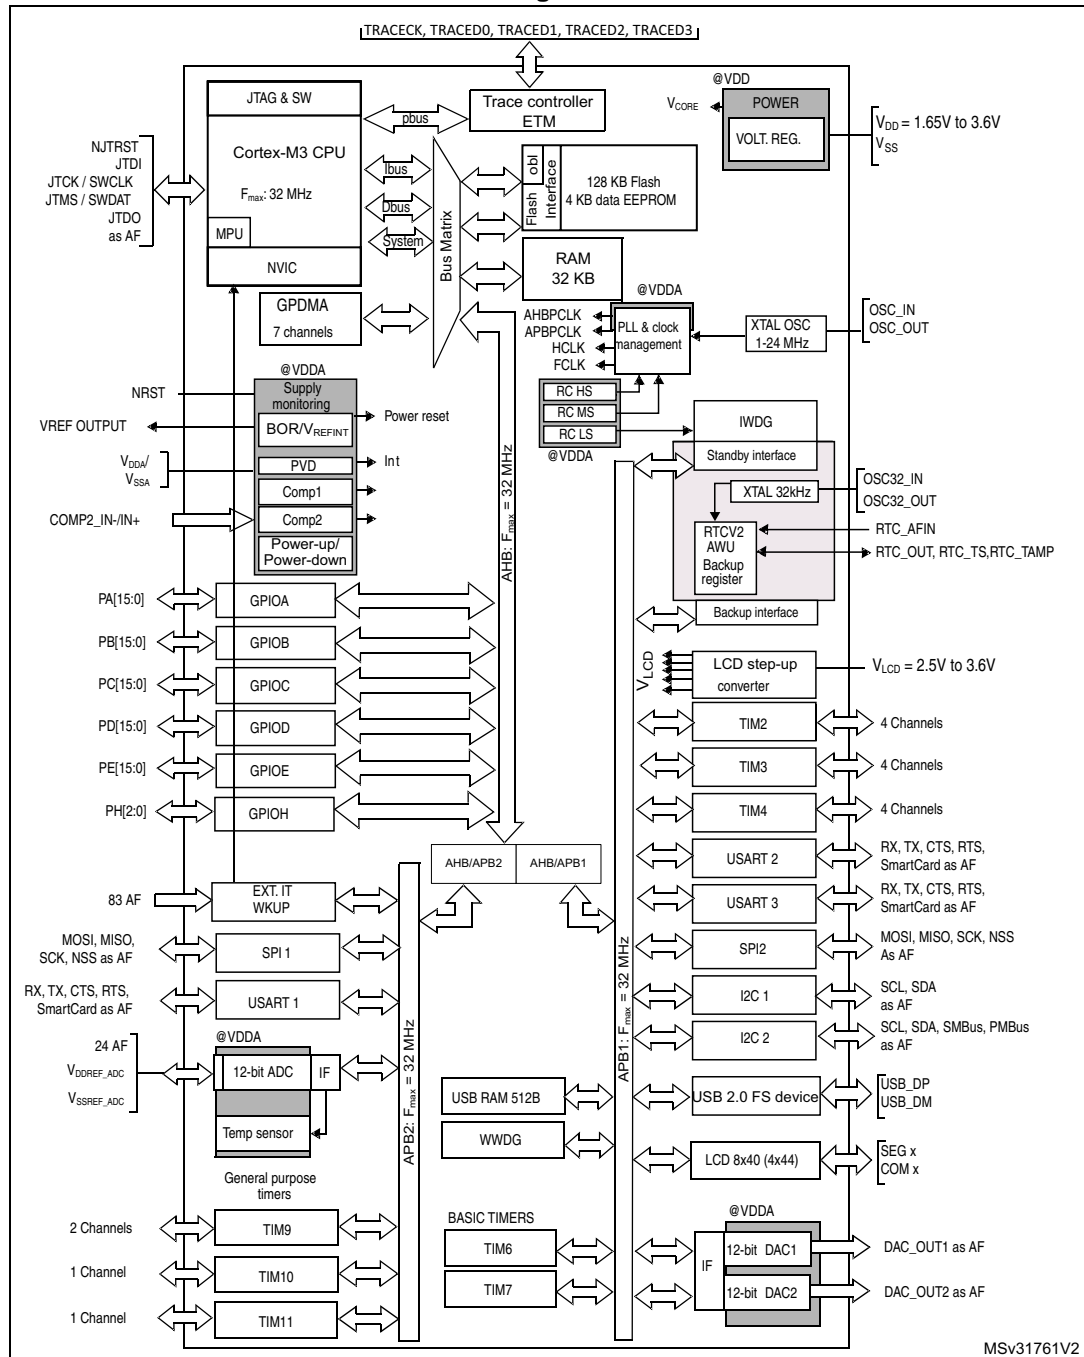 TRACECK, TRACED0, TRACED1, TRACED2, TRACED3
JTAG & SW
Cortex-M3 CPU
Fmax: 32 MHz
MPU
NVIC
pbus
Ibus
Dbus
System
Trace controller
ETM
@VDD
VCORE
POWER
VOLT. REG.
VDD = 1.65V to 3.6V
VSS
NJTRST
JTDI
JTCK / SWCLK
JTMS / SWDAT
JTDO
as AF
Bus Matrix
Flash obl
Interface
128 KB Flash
4 KB data EEPROM
RAM
32 KB
GPDMA
7 channels
@VDDA
AHBPCLK
APBPCLK
HCLK
FCLK
PLL & clock
management
XTAL OSC
1-24 MHz
OSC_IN
OSC_OUT
RC HS
RC MS
RC LS
@VDDA
@VDDA
Supply
monitoring
NRST
VREF OUTPUT
BOR/VREFINT
Power reset
VDDA/
VSSA
PVD
Int
Comp1
COMP2_IN-/IN+
Comp2
Power-up/
Power-down
AHB: Fmax = 32 MHz
IWDG
Standby interface
XTAL 32kHz
OSC32_IN
OSC32_OUT
RTCV2
AWU
Backup
register
RTC_AFIN
RTC_OUT, RTC_TS,RTC_TAMP
Backup interface
PA[15:0]
GPIOA
PB[15:0]
GPIOB
PC[15:0]
GPIOC
PD[15:0]
GPIOD
PE[15:0]
GPIOE
PH[2:0]
GPIOH
VLCD
LCD step-up
converter
VLCD = 2.5V to 3.6V
TIM2
4 Channels
TIM3
4 Channels
TIM4
4 Channels
AHB/APB2
AHB/APB1
USART 2
RX, TX, CTS, RTS,
SmartCard as AF
USART 3
RX, TX, CTS, RTS,
SmartCard as AF
SPI2
MOSI, MISO, SCK, NSS
As AF
I2C 1
SCL, SDA
as AF
I2C 2
SCL, SDA, SMBus, PMBus
as AF
83 AF
EXT. IT
WKUP
MOSI, MISO,
SCK, NSS as AF
SPI 1
RX, TX, CTS, RTS,
SmartCard as AF
USART 1
@VDDA
24 AF
VDDREF_ADC
VSSREF_ADC
12-bit ADC
IF
Temp sensor
APB2: Fmax = 32 MHz
APB1: Fmax = 32 MHz
USB RAM 512B
WWDG
USB 2.0 FS device
USB_DP
USB_DM
LCD 8x40 (4x44)
SEG x
COM x
General purpose
timers
2 Channels
TIM9
1 Channel
TIM10
1 Channel
TIM11
BASIC TIMERS
TIM6
TIM7
@VDDA
IF
12-bit DAC1
DAC_OUT1 as AF
12-bit DAC2
DAC_OUT2 as AF
MSv31761V2